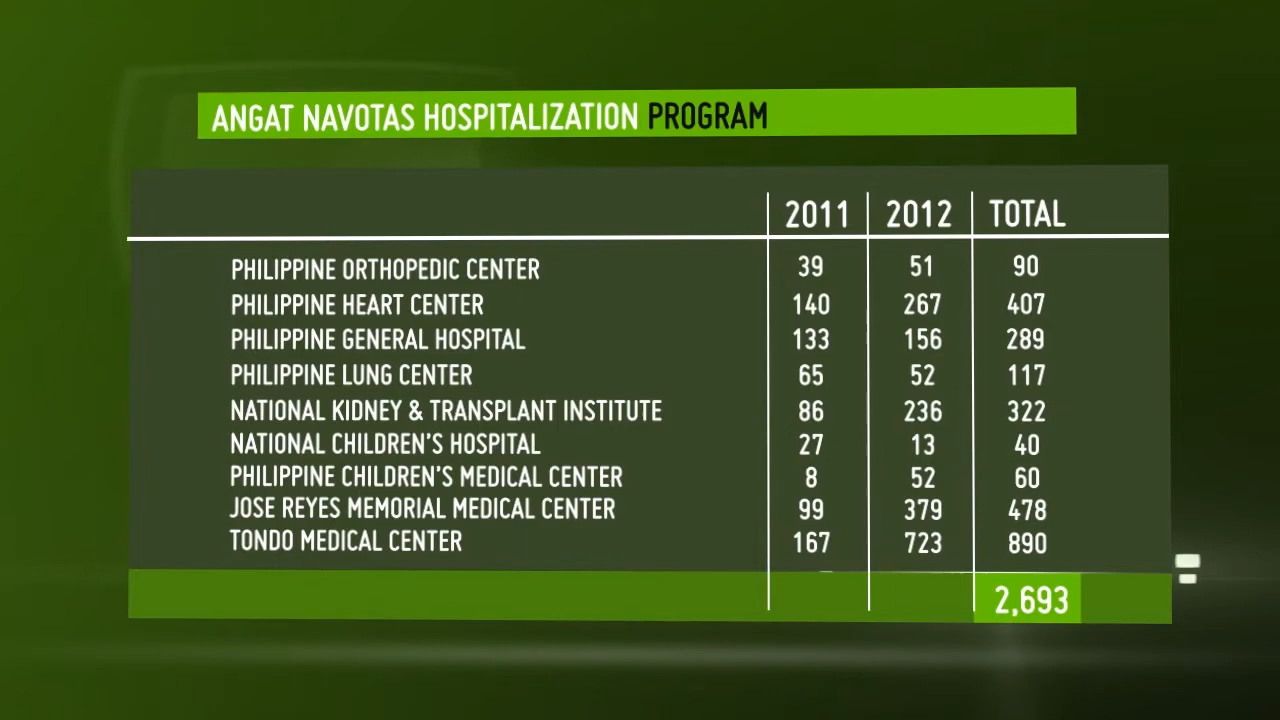 ANGAT NAVOTAS HOSPITALIZATION PROGRAM
2011 2012 TOTAL
PHILIPPINE ORTHOPEDIC CENTER 39 51 90
PHILIPPINE HEART CENTER 140 267 407
PHILIPPINE GENERAL HOSPITAL 133 156 289
PHILIPPINE LUNG CENTER 65 52 117
NATIONAL KIDNEY & TRANSPLANT INSTITUTE 86 236 322
NATIONAL CHILDREN'S HOSPITAL 27 13 40
PHILIPPINE CHILDREN'S MEDICAL CENTER 8 52 60
JOSE REYES MEMORIAL MEDICAL CENTER 99 379 478
TONDO MEDICAL CENTER 167 723 890
2,693